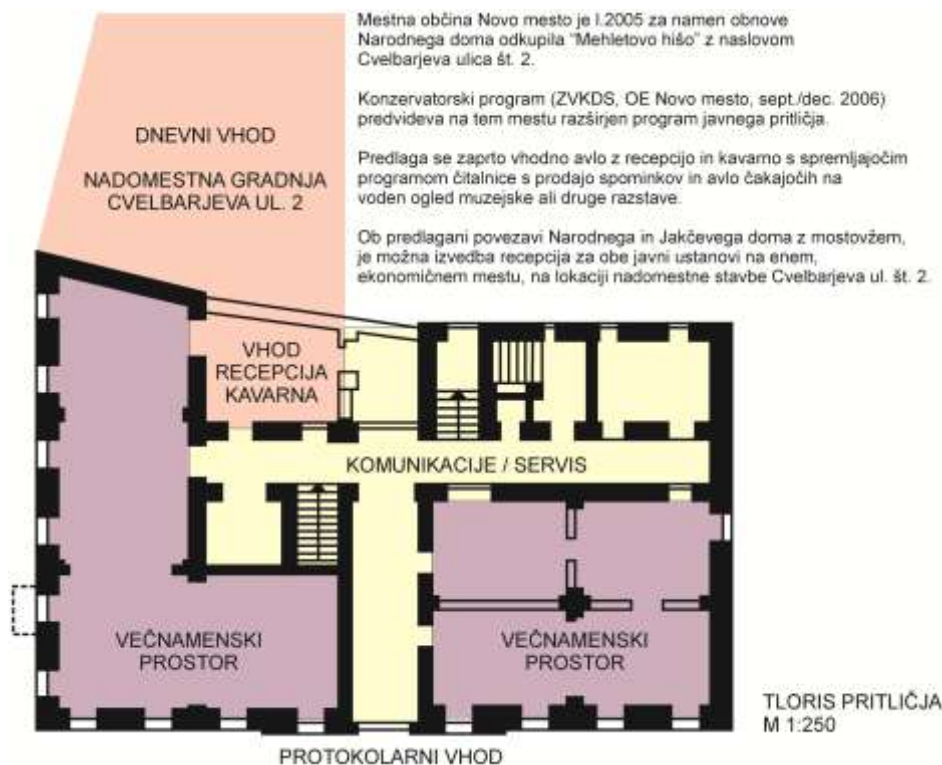 Mestna občina Novo mesto je l.2005 za namen obnove
Narodnega doma odkupila “Mehletovo hišo” z naslovom
Cvelbarjeva ulica št. 2.
Konzervatorski program (ZVKDS, OE Novo mesto, sept./dec. 2006)
predvideva na tem mestu razširjen program javnega pritličja.
Predlaga se zaprto vhodno avlo z recepcijo in kavarno s spremljajočim
programom čitalnice s prodajo spominkov in avlo čakajočih na
voden ogled muzejske ali druge razstave.
Ob predlagani povezavi Narodnega in Jakčevega doma z mostovžem,
je možna izvedba recepcija za obe javni ustanovi na enem,
ekonomičnem mestu, na lokaciji nadomestne stavbe Cvelbarjeva ul. št. 2.
DNEVNI VHOD
NADOMESTNA GRADNJA
CVELBARJEVA UL. 2
VHOD
RECEPCIJA
KAVARNA
KOMUNIKACIJE / SERVIS
VEČNAMENSKI
PROSTOR
VEČNAMENSKI
PROSTOR
TLORIS PRITLIČJA
M 1:250
PROTOKOLARNI VHOD